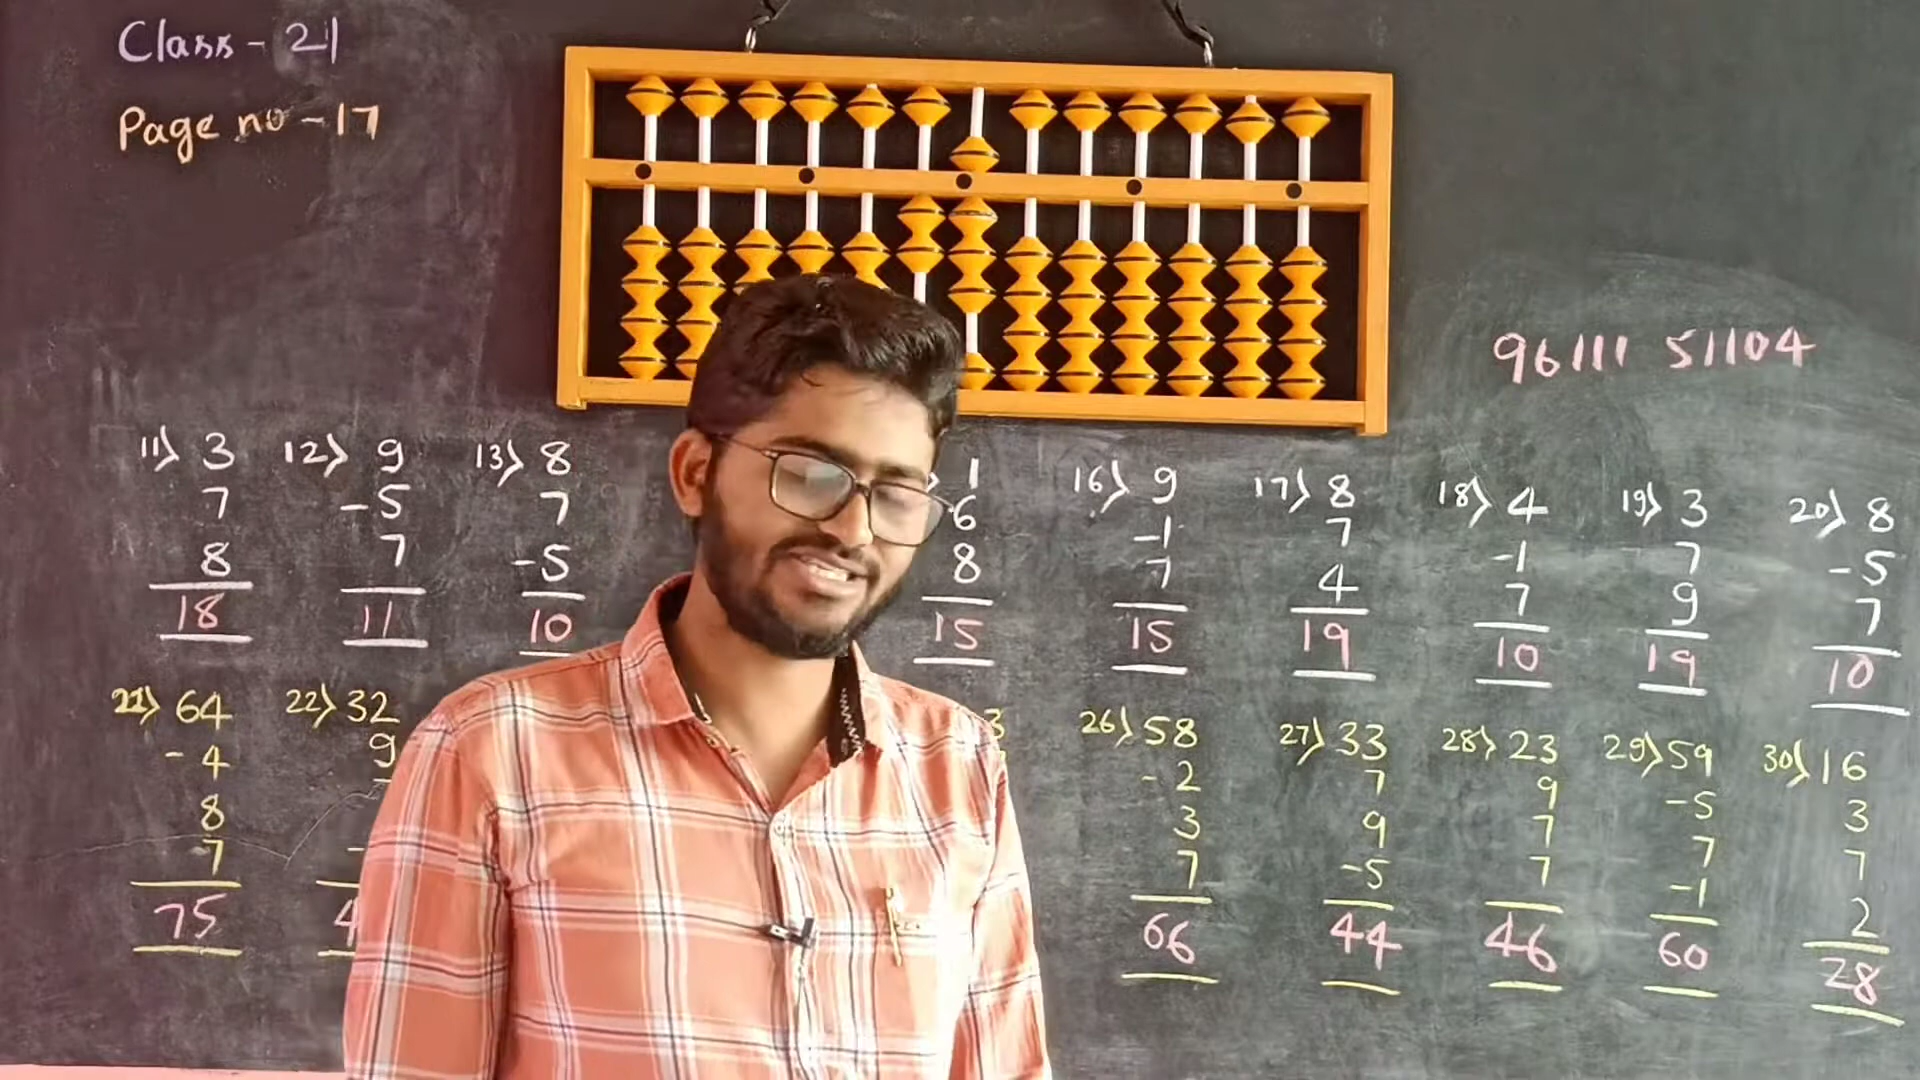 Class - 21
Page no - 17
96111 51104
11) 3 12) 9 13) 8 1 16) 9 17) 8 18) 4 19) 3 20) 8
7 -5 7 6 -1 7 -1 7 -5
8 7 -5 8 7 4 7 9 7
18 11 10 15 15 19 10 19 10
21) 64 22) 32 3 26) 58 27) 33 28) 23 29) 59 30) 16
-4 9 -2 7 9 -5 3
8 3 9 7 7 7
7 - 7 -5 7 -1 2
75 4 66 44 46 60 28